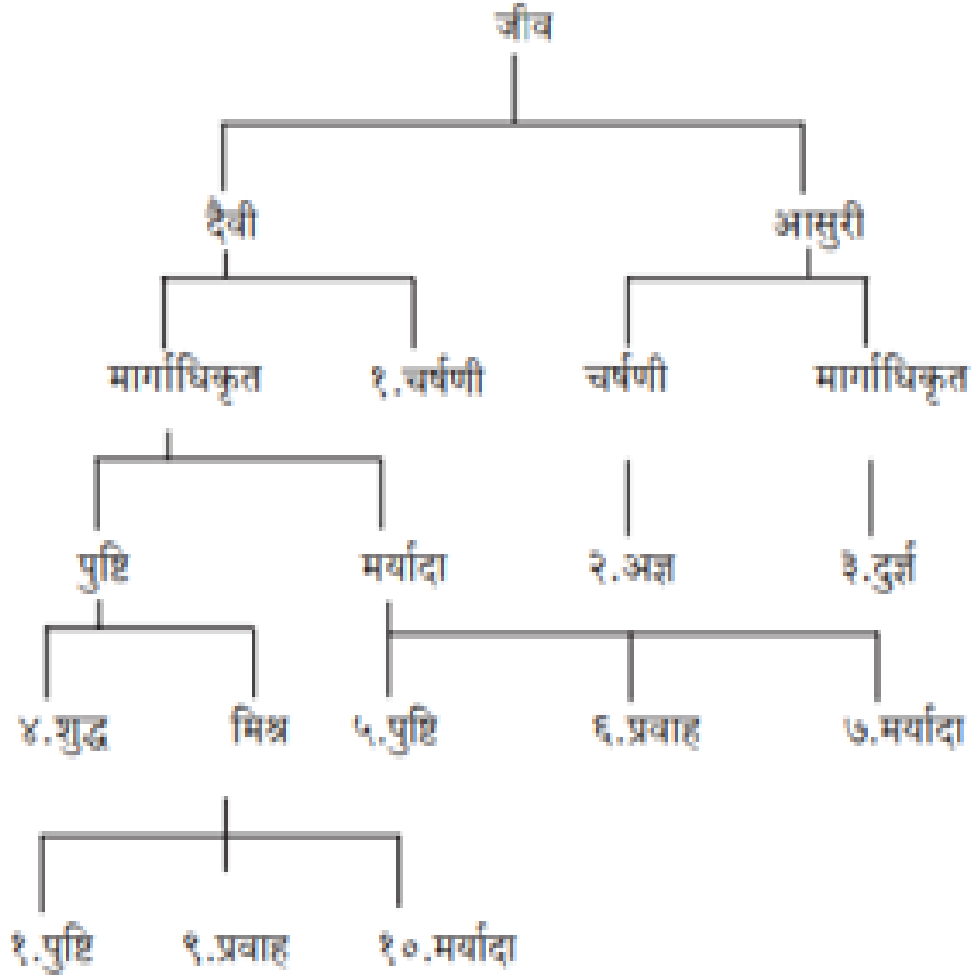 जीव
दैवी आसुरी
मार्गाधिकृत १.चर्षणी चर्षणी मार्गाधिकृत
पुष्टि मर्यादा २.अज्ञ ३.दुर्ज्ञ
४.शुद्ध मिश्र ५.पुष्टि ६.प्रवाह ७.मर्यादा
१.पुष्टि ९.प्रवाह १०.मर्यादा